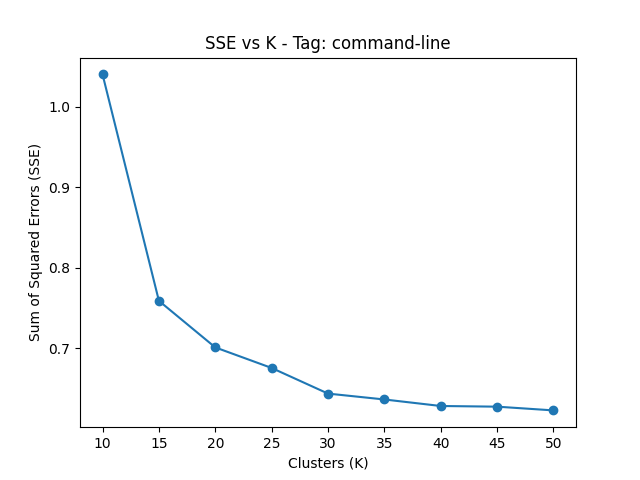 SSE vs K - Tag: command-line
Sum of Squared Errors (SSE)
1.0
0.9
0.8
0.7
10 15 20 25 30 35 40 45 50
Clusters (K)